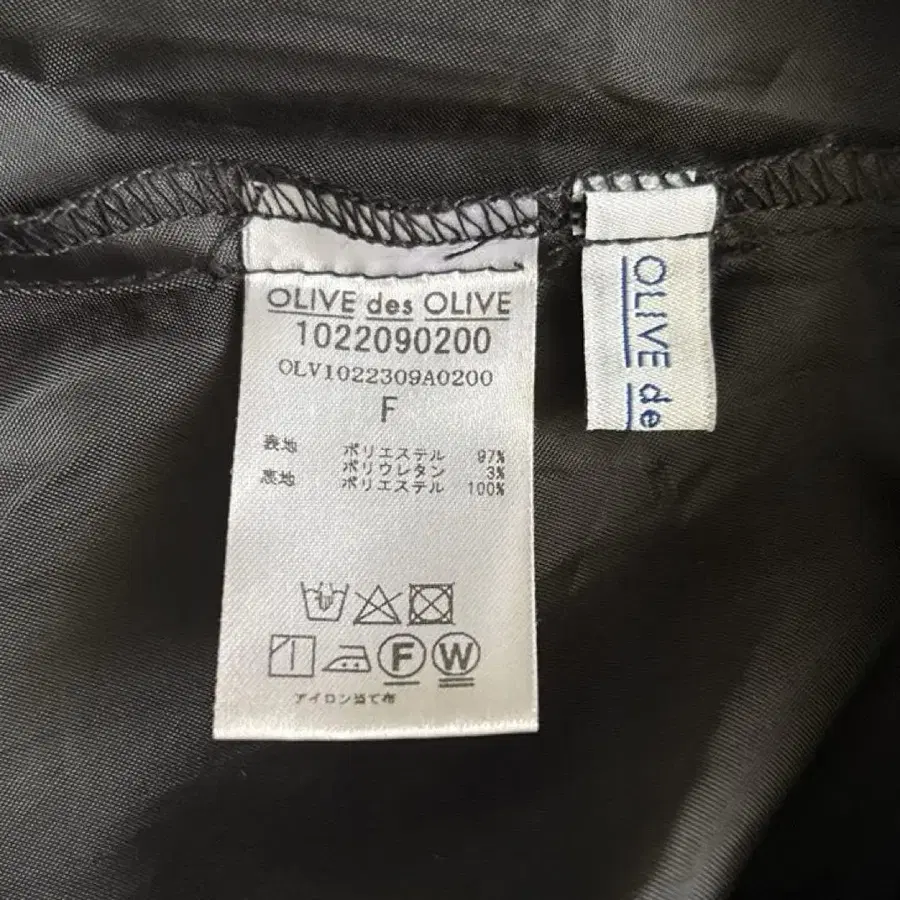 OLIVE des OLIVE
1022090200
OLV1022309A0200
F
表地 ポリエステル 97%
ポリウレタン 3%
裏地 ポリエステル 100%
F W
アイロン当て布
OLIVE de